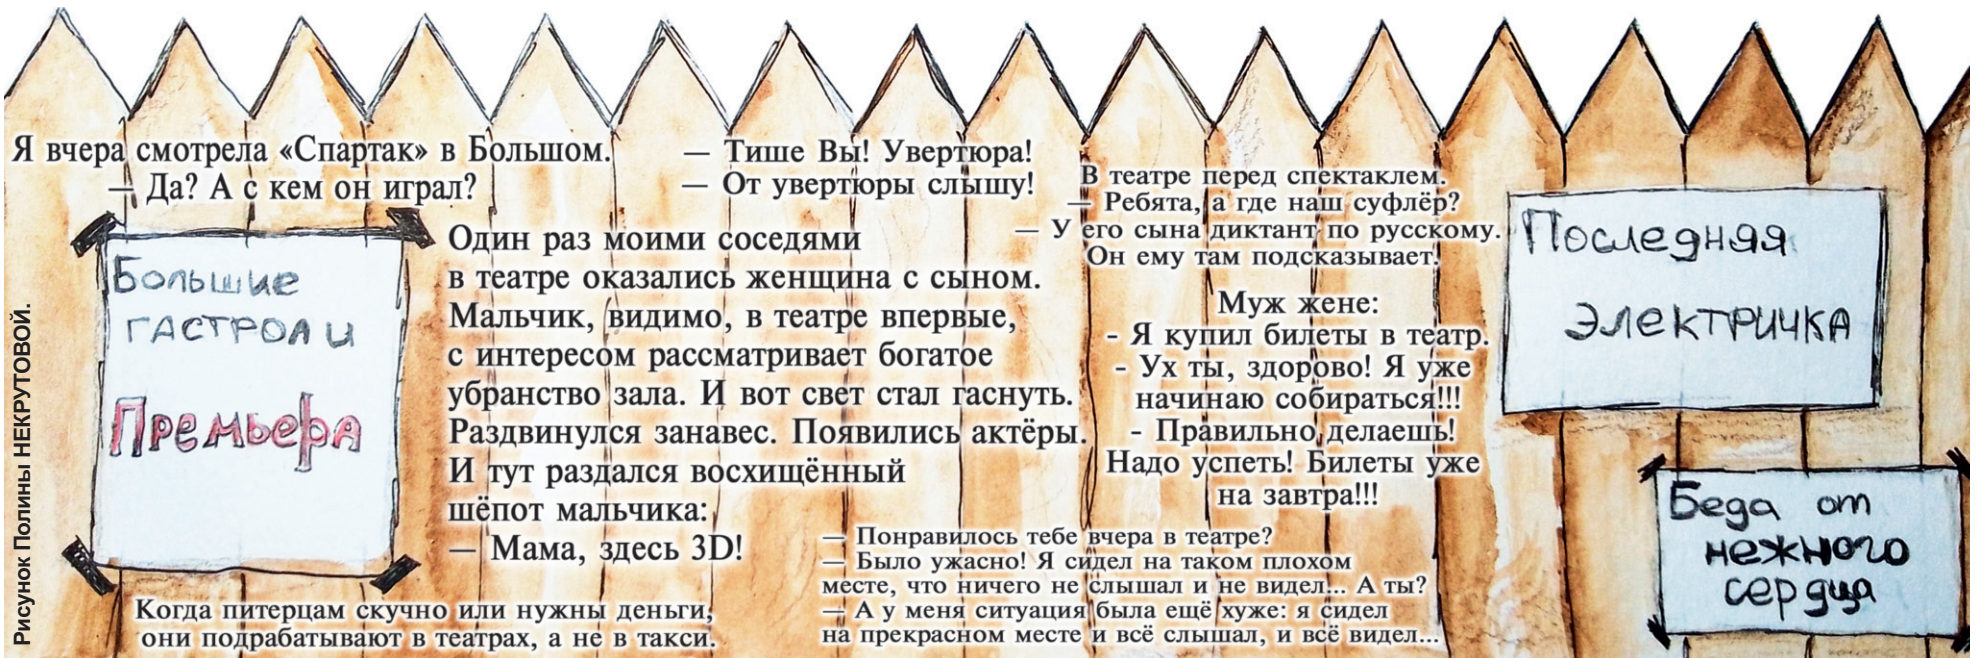 Я вчера смотрела «Спартак» в Большом.
— Да? А с кем он играл?
— Тише Вы! Увертюра!
— От увертюры слышу!
В театре перед спектаклем.
— Ребята, а где наш суфлёр?
— У его сына диктант по русскому.
Он ему там подсказывает.
Большие
гастроли
Премьера
Один раз моими соседями
в театре оказались женщина с сыном.
Мальчик, видимо, в театре впервые,
с интересом рассматривает богатое
убранство зала. И вот свет стал гаснуть.
Раздвинулся занавес. Появились актёры.
И тут раздался восхищённый
шёпот мальчика:
— Мама, здесь 3D!
Муж жене:
- Я купил билеты в театр.
- Ух ты, здорово! Я уже
начинаю собираться!!!
- Правильно делаешь!
Надо успеть! Билеты уже
на завтра!!!
Последняя
электричка
Беда от
нежного
сердца
Когда питерцам скучно или нужны деньги,
они подрабатывают в театрах, а не в такси.
— Понравилось тебе вчера в театре?
— Было ужасно! Я сидел на таком плохом
месте, что ничего не слышал и не видел... А ты?
— А у меня ситуация была ещё хуже: я сидел
на прекрасном месте и всё слышал, и всё видел...
Рисунок Полины НЕКРУТОВОЙ.